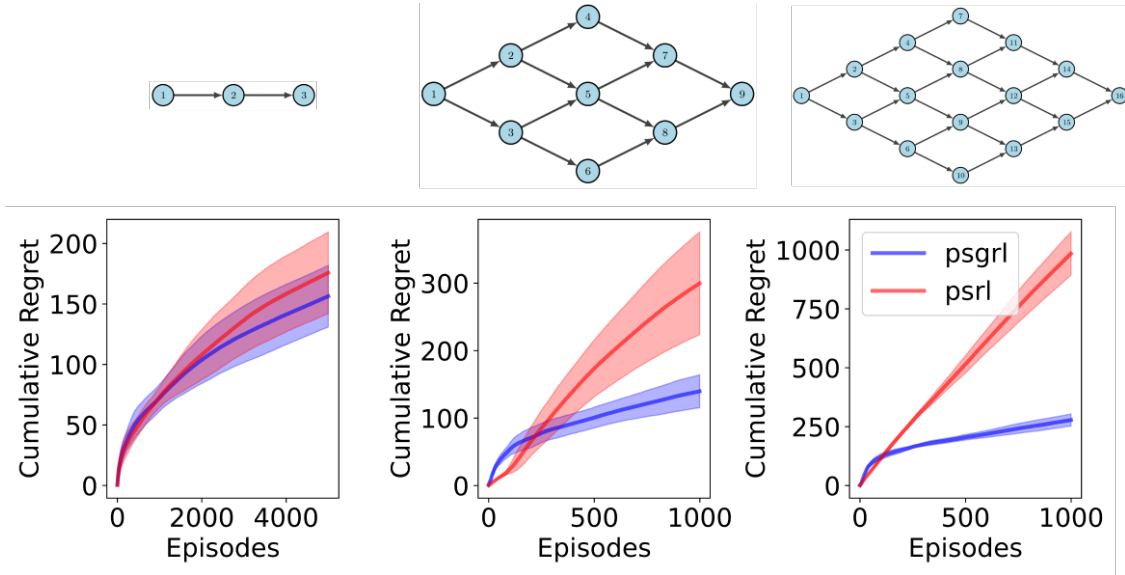 1 2 3
4
2 7
1 5 9
3 8
6
7
4 11
2 8 14
1 5 12 16
3 9 15
6 13
10
Cumulative Regret
200
150
100
50
0
0 2000 4000
Episodes
Cumulative Regret
300
200
100
0
0 500 1000
Episodes
Cumulative Regret
1000
750
500
250
0
psgrl
psrl
0 500 1000
Episodes